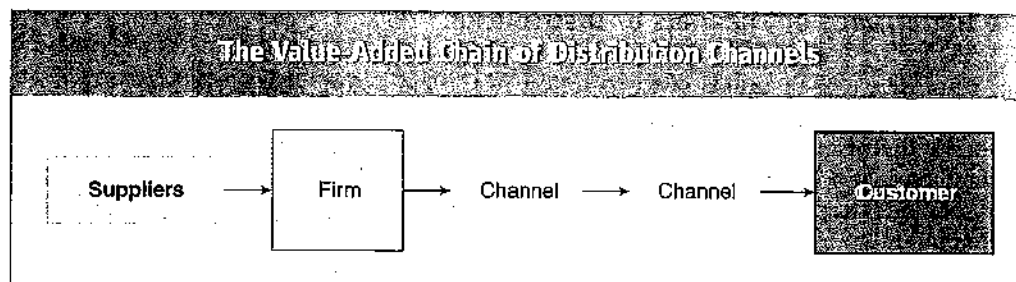 The Value-Added Chain of Distribution Channels
Suppliers
Firm
Channel
Channel
Customer